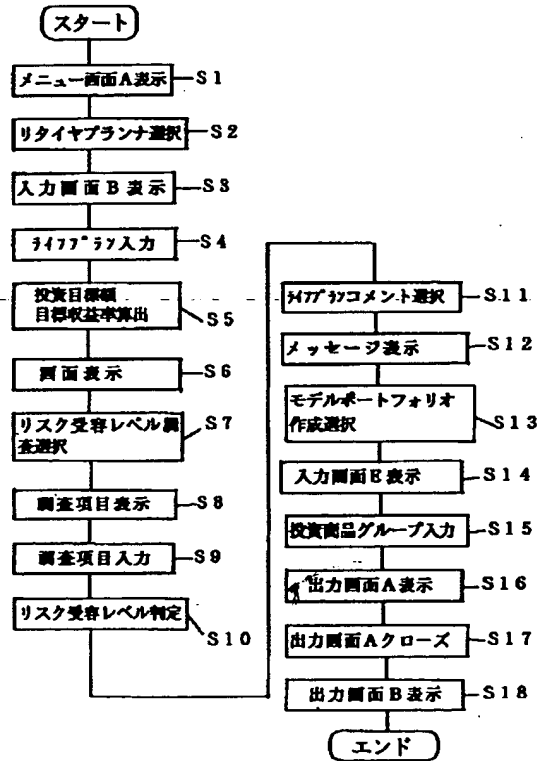 スタート
メニュー画面A表示
S1
リタイヤプランナ選択
S2
入力画面B表示
S3
ﾗｲﾌﾌﾟﾗﾝ入力
S4
投資目標額
目標収益率算出
S5
画面表示
S6
リスク受容レベル調
査選択
S7
調査項目表示
S8
調査項目入力
S9
リスク受容レベル判定
S10
ﾗｲﾌﾌﾟﾗﾝコメント選択
S11
メッセージ表示
S12
モデルポートフォリオ
作成選択
S13
入力画面E表示
S14
投資商品グループ入力
S15
出力画面A表示
S16
出力画面Aクローズ
S17
出力画面B表示
S18
エンド